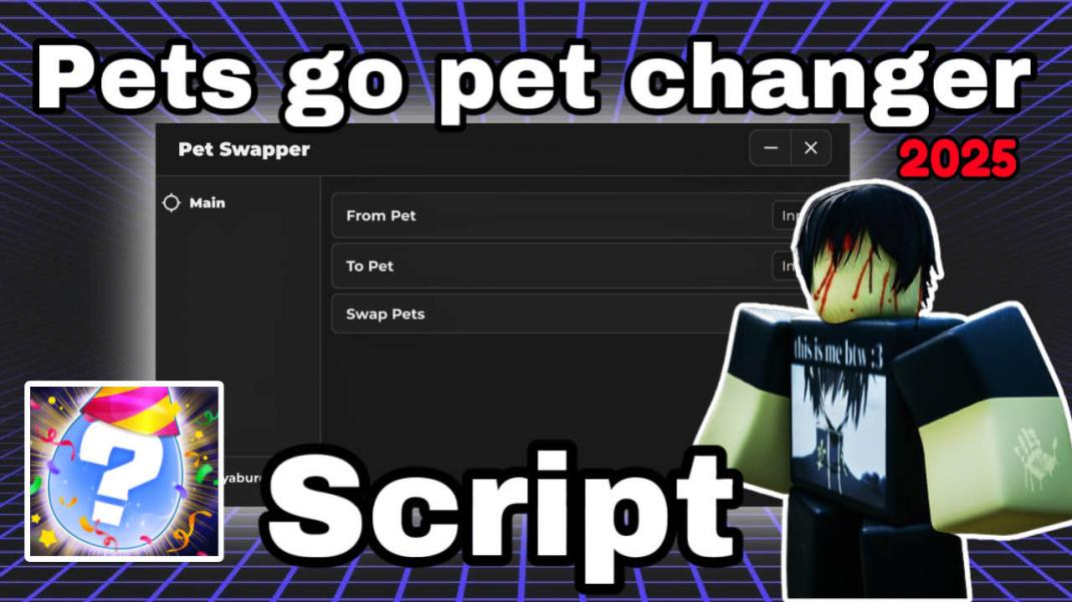 Pets go pet changer
2025
Pet Swapper
Main
From Pet
To Pet
Swap Pets
this is me btw :3
?
Script